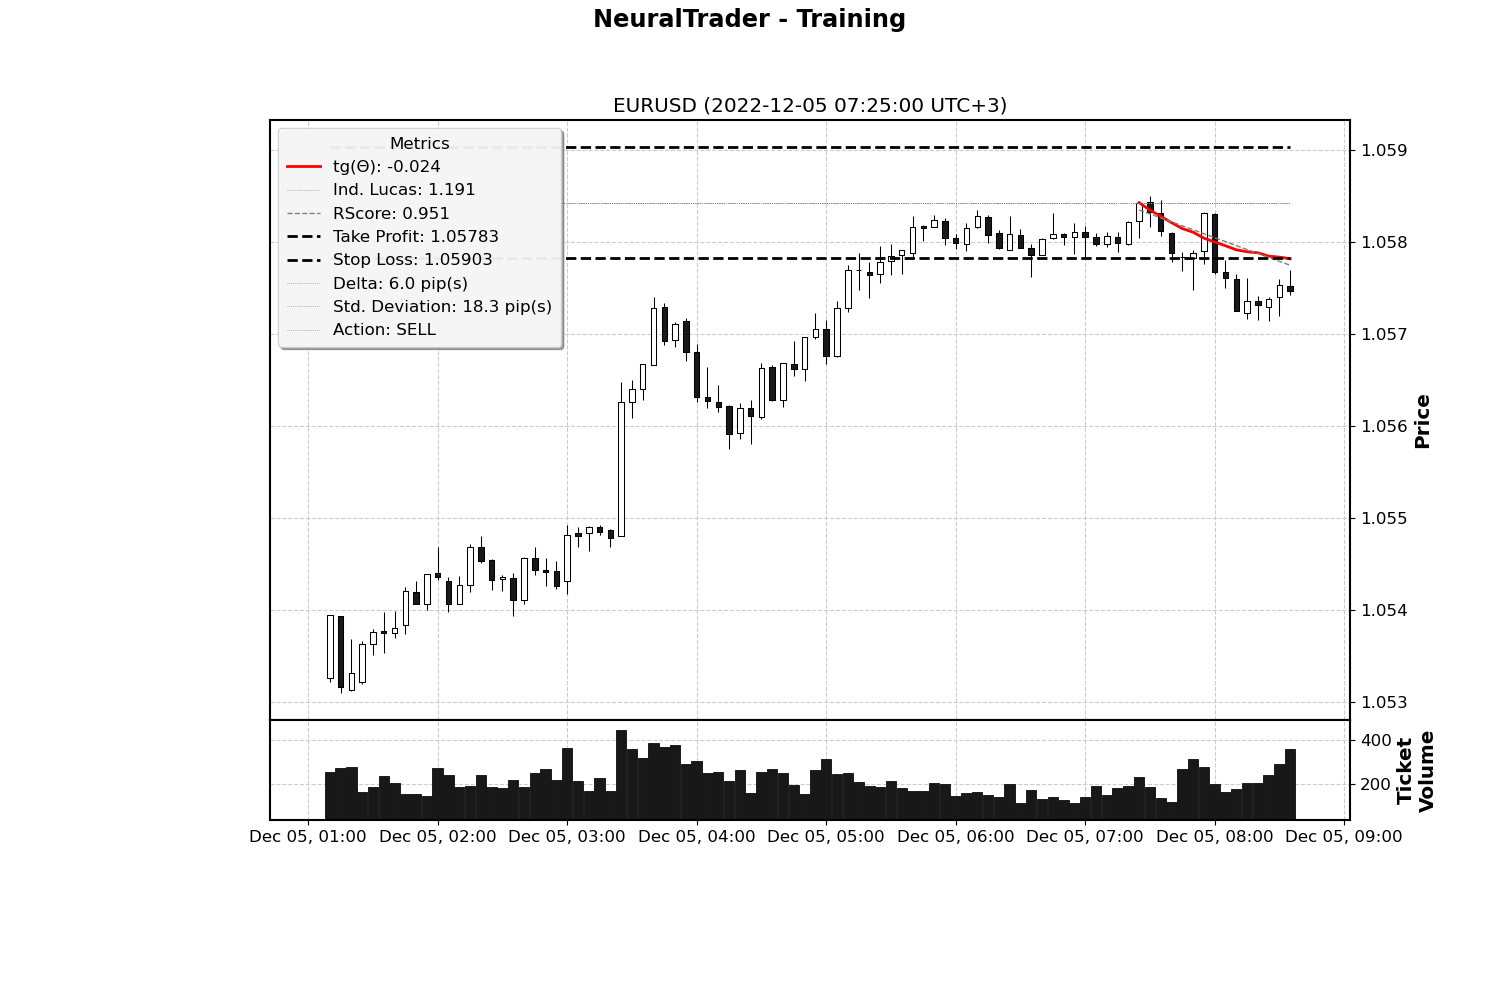 NeuralTrader - Training
EURUSD (2022-12-05 07:25:00 UTC+3)
Metrics
tg(Θ): -0.024
Ind. Lucas: 1.191
RScore: 0.951
Take Profit: 1.05783
Stop Loss: 1.05903
Delta: 6.0 pip(s)
Std. Deviation: 18.3 pip(s)
Action: SELL
1.059
1.058
1.057
1.056
1.055
1.054
1.053
Price
400
200
Ticket
Volume
Dec 05, 01:00 Dec 05, 02:00 Dec 05, 03:00 Dec 05, 04:00 Dec 05, 05:00 Dec 05, 06:00 Dec 05, 07:00 Dec 05, 08:00 Dec 05, 09:00